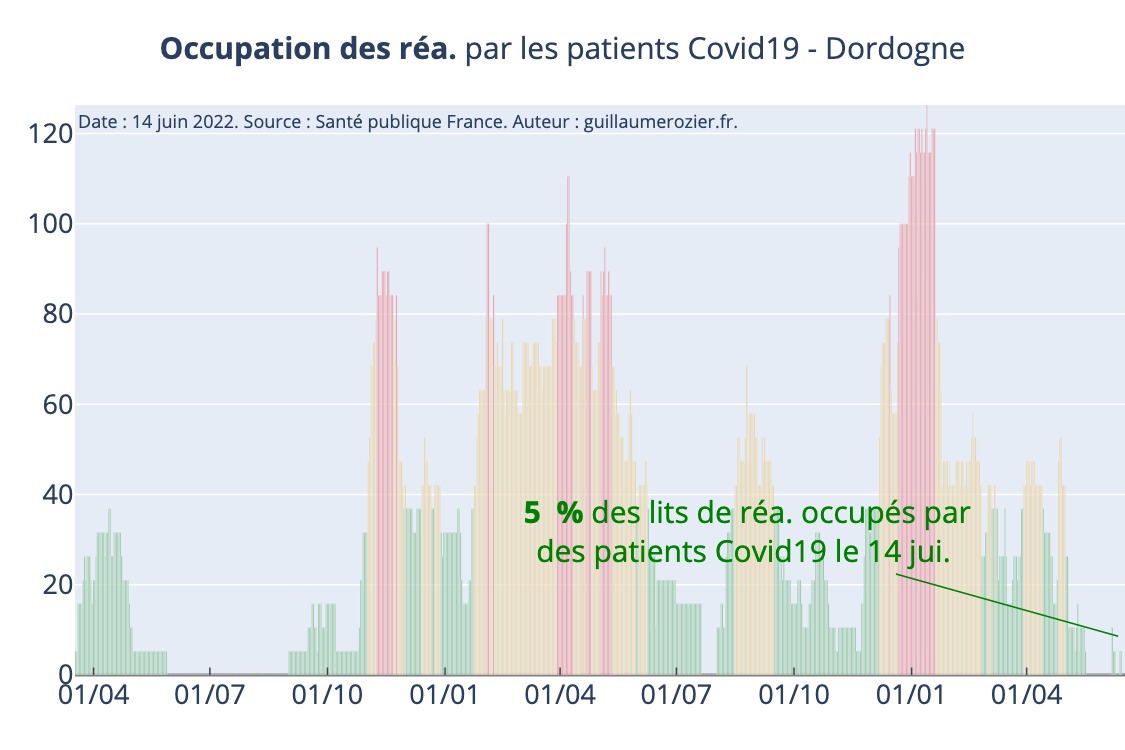 Occupation des réa. par les patients Covid19 - Dordogne
Date : 14 juin 2022. Source : Santé publique France. Auteur : guillaumerozier.fr.
120
100
80
60
40
20
0
5 % des lits de réa. occupés par
des patients Covid19 le 14 jui.
01/04 01/07 01/10 01/01 01/04 01/07 01/10 01/01 01/04